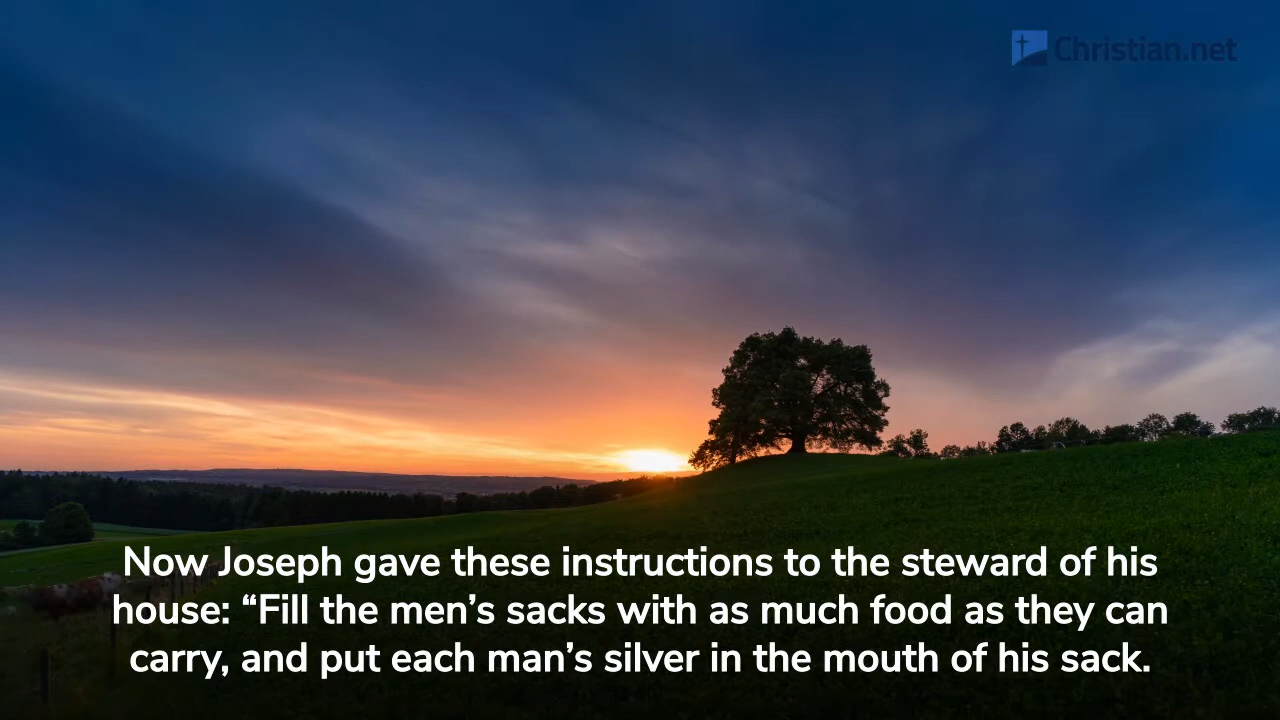 Christian.net
Now Joseph gave these instructions to the steward of his
house: “Fill the men’s sacks with as much food as they can
carry, and put each man’s silver in the mouth of his sack.